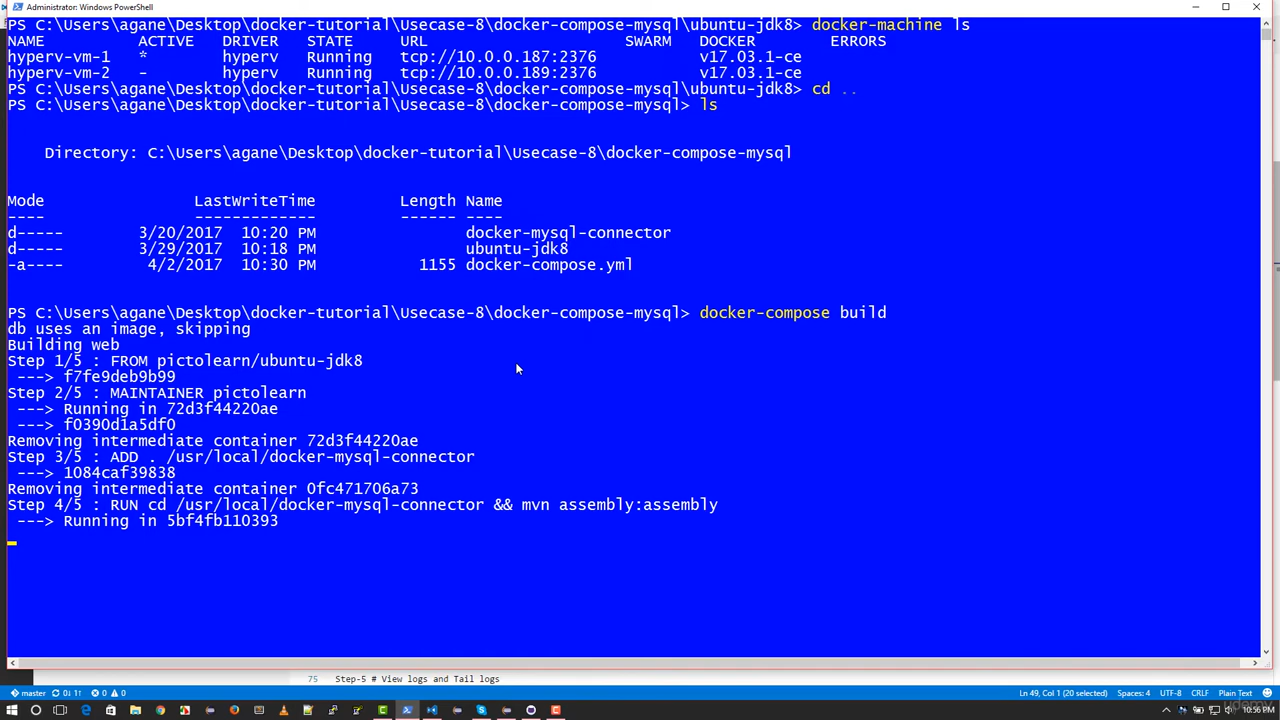 Administrator: Windows PowerShell
PS C:\Users\agane\Desktop\docker-tutorial\Usecase-8\docker-compose-mysql\ubuntu-jdk8> docker-machine ls
NAME ACTIVE DRIVER STATE URL SWARM DOCKER ERRORS
hyperv-vm-1 * hyperv Running tcp://10.0.0.187:2376 v17.03.1-ce
hyperv-vm-2 - hyperv Running tcp://10.0.0.189:2376 v17.03.1-ce
PS C:\Users\agane\Desktop\docker-tutorial\Usecase-8\docker-compose-mysql\ubuntu-jdk8> cd ..
PS C:\Users\agane\Desktop\docker-tutorial\Usecase-8\docker-compose-mysql> ls
Directory: C:\Users\agane\Desktop\docker-tutorial\Usecase-8\docker-compose-mysql
Mode LastWriteTime Length Name
---- ------------- ------ ----
d----- 3/20/2017 10:20 PM docker-mysql-connector
d----- 3/29/2017 10:18 PM ubuntu-jdk8
-a---- 4/2/2017 10:30 PM 1155 docker-compose.yml
PS C:\Users\agane\Desktop\docker-tutorial\Usecase-8\docker-compose-mysql> docker-compose build
db uses an image, skipping
Building web
Step 1/5 : FROM pictolearn/ubuntu-jdk8
---> f7fe9deb9b99
Step 2/5 : MAINTAINER pictolearn
---> Running in 72d3f44220ae
---> f0390d1a5df0
Removing intermediate container 72d3f44220ae
Step 3/5 : ADD . /usr/local/docker-mysql-connector
---> 1084caf39838
Removing intermediate container 0fc471706a73
Step 4/5 : RUN cd /usr/local/docker-mysql-connector && mvn assembly:assembly
---> Running in 5bf4fb110393
75 Step-5 # View logs and Tail logs
master 0↓ 1↑ 0 0 Ln 49, Col 1 (20 selected) Spaces: 4 UTF-8 CRLF Plain Text
10:56 PM
udemy